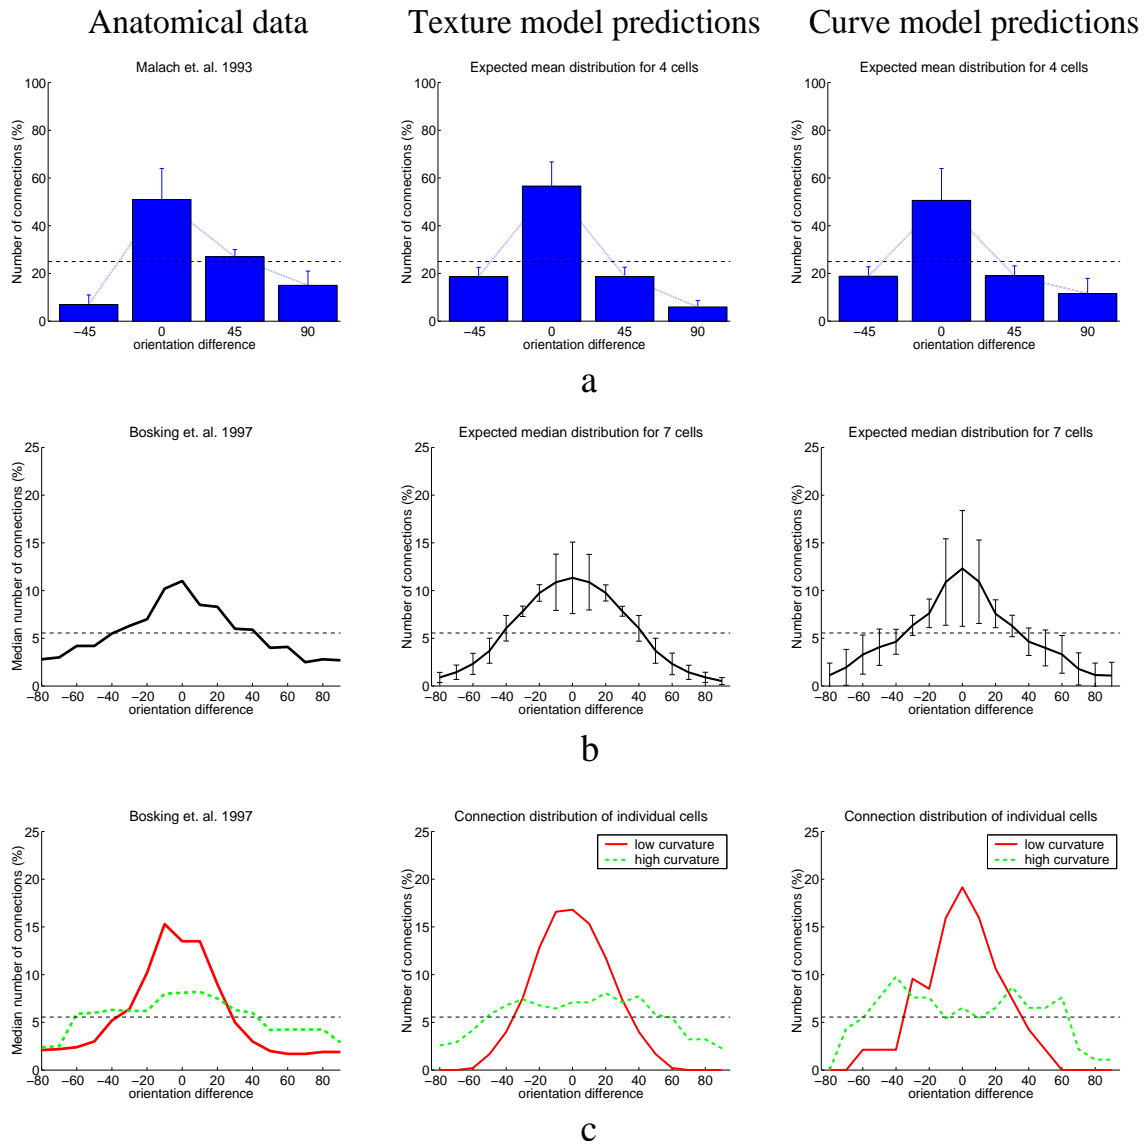 Anatomical data Texture model predictions Curve model predictions
Malach et. al. 1993
Number of connections (%)
100
80
60
40
20
0
−45 0 45 90
orientation difference
Expected mean distribution for 4 cells
Number of connections (%)
100
80
60
40
20
0
−45 0 45 90
orientation difference
Expected mean distribution for 4 cells
Number of connections (%)
100
80
60
40
20
0
−45 0 45 90
orientation difference
a
Bosking et. al. 1997
Median number of connections (%)
25
20
15
10
5
0
−80 −60 −40 −20 0 20 40 60 80
orientation difference
Expected median distribution for 7 cells
Number of connections (%)
25
20
15
10
5
0
−80 −60 −40 −20 0 20 40 60 80
orientation difference
Expected median distribution for 7 cells
Number of connections (%)
25
20
15
10
5
0
−80 −60 −40 −20 0 20 40 60 80
orientation difference
b
Bosking et. al. 1997
Median number of connections (%)
25
20
15
10
5
0
−80 −60 −40 −20 0 20 40 60 80
orientation difference
Connection distribution of individual cells
low curvature
high curvature
Number of connections (%)
25
20
15
10
5
0
−80 −60 −40 −20 0 20 40 60 80
orientation difference
Connection distribution of individual cells
low curvature
high curvature
Number of connections (%)
25
20
15
10
5
0
−80 −60 −40 −20 0 20 40 60 80
orientation difference
c